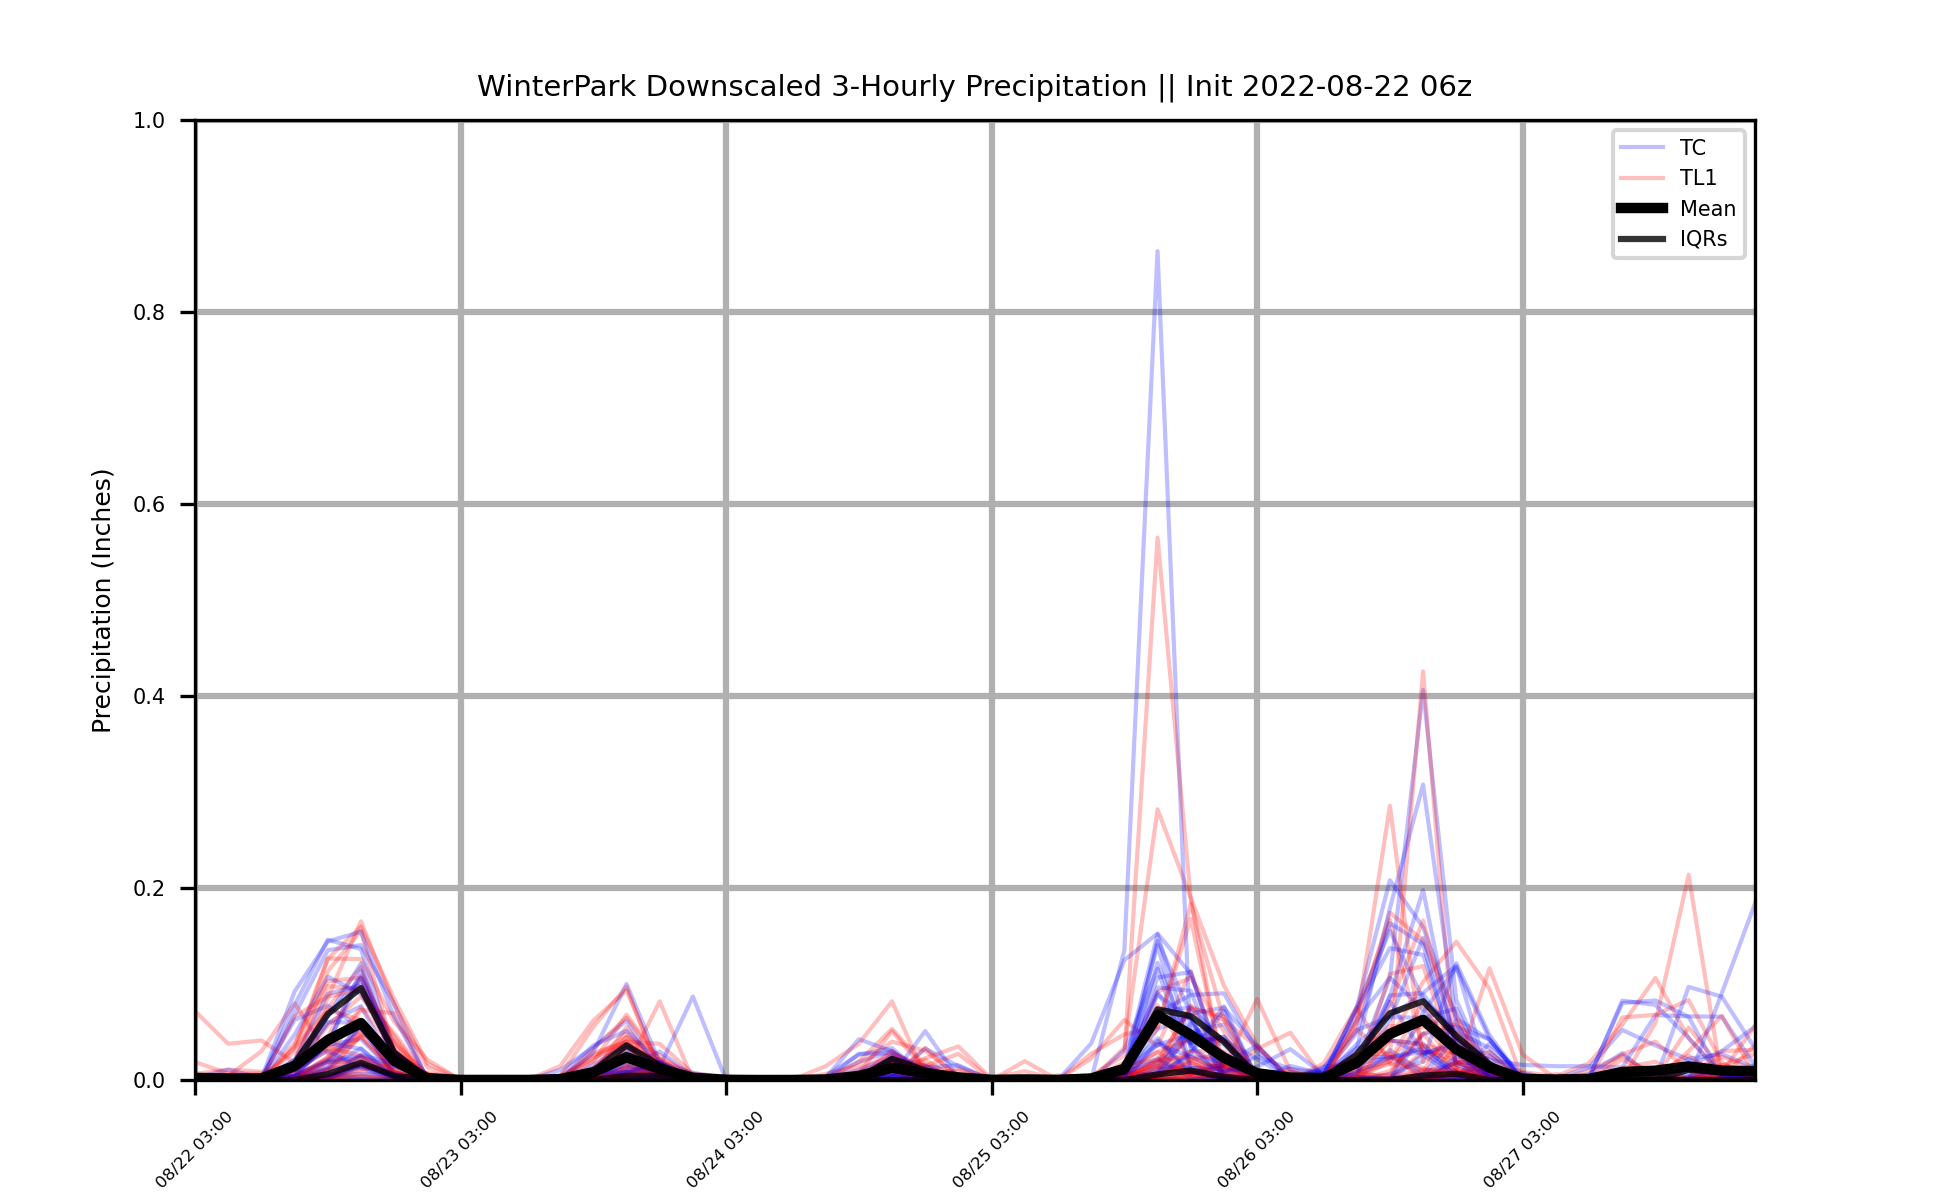 WinterPark Downscaled 3-Hourly Precipitation || Init 2022-08-22 06z
1.0
0.8
0.6
0.4
0.2
0.0
Precipitation (Inches)
TC
TL1
Mean
IQRs
08/22 03:00
08/23 03:00
08/24 03:00
08/25 03:00
08/26 03:00
08/27 03:00